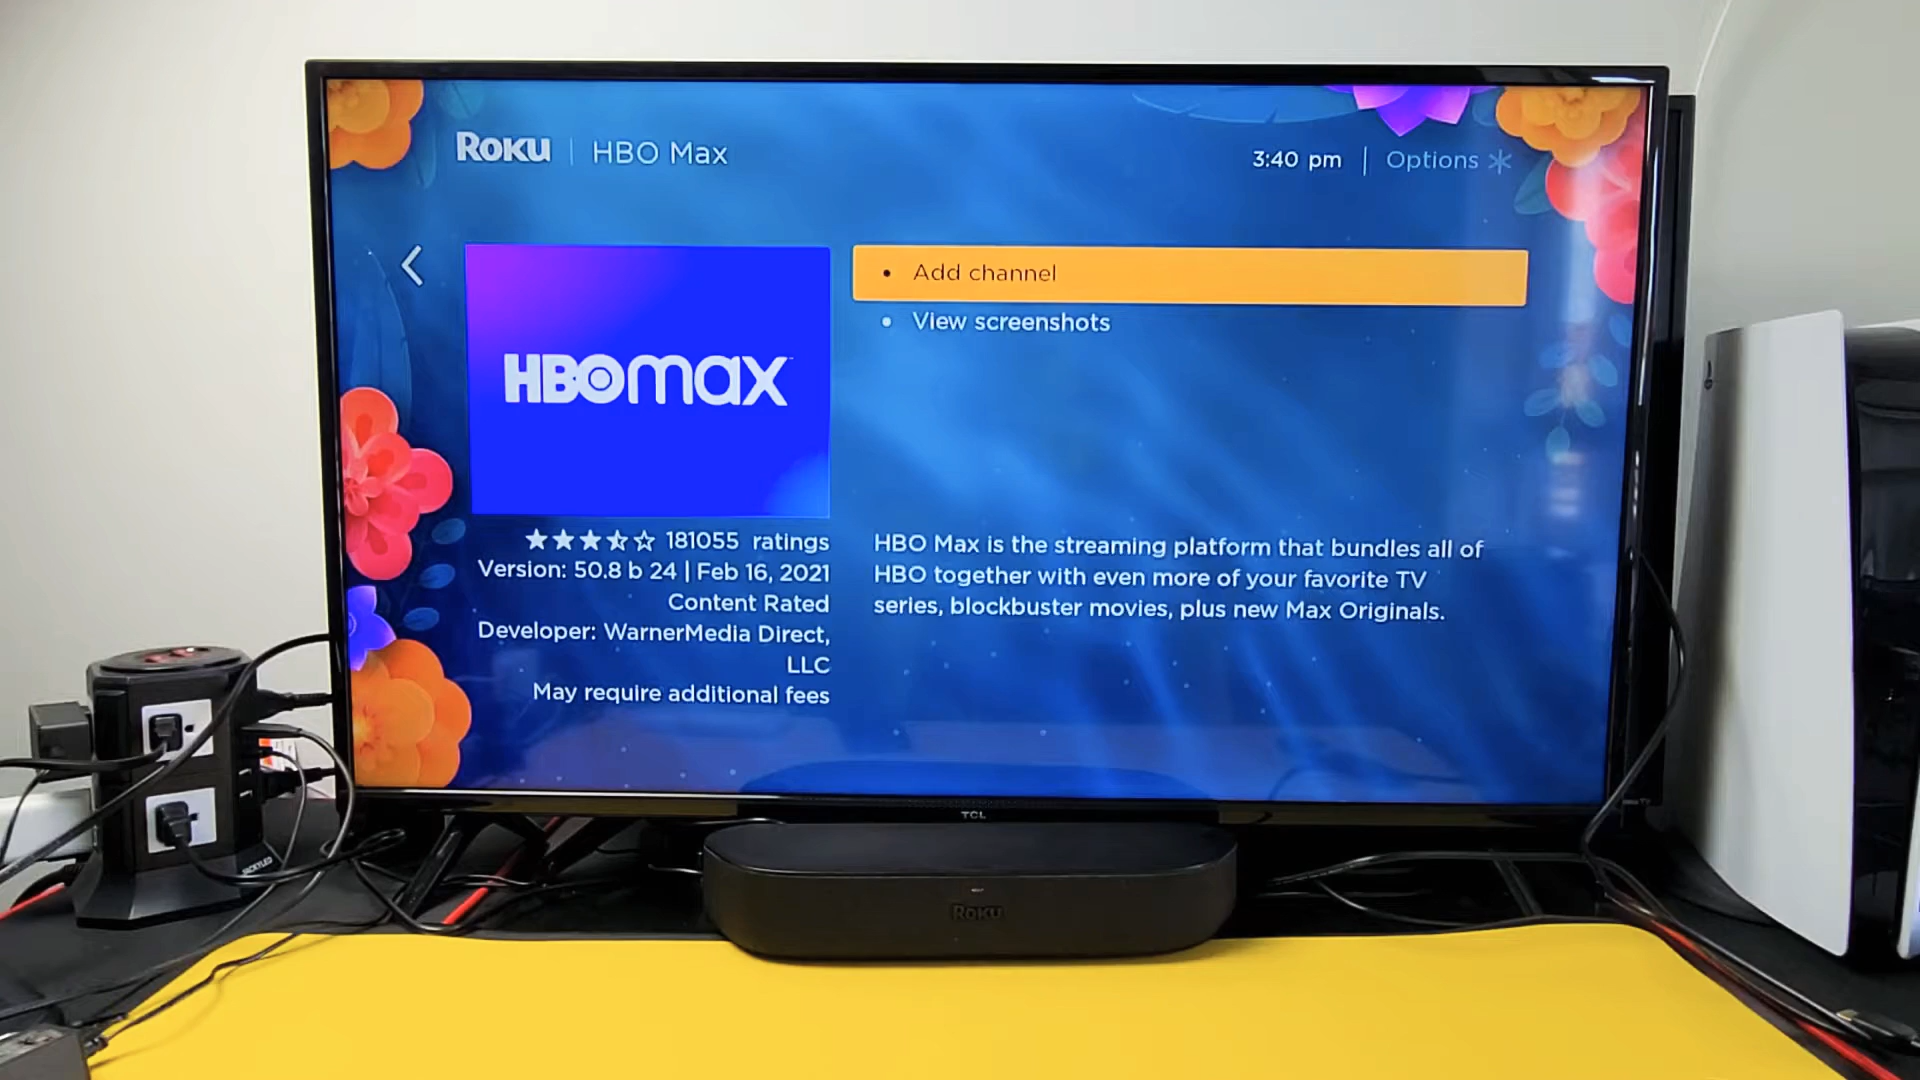 Roku | HBO Max
3:40 pm | Options
HBOmax
Add channel
View screenshots
181055 ratings
Version: 50.8 b 24 | Feb 16, 2021
Content Rated
Developer: WarnerMedia Direct,
LLC
May require additional fees
HBO Max is the streaming platform that bundles all of
HBO together with even more of your favorite TV
series, blockbuster movies, plus new Max Originals.
TCL
Roku